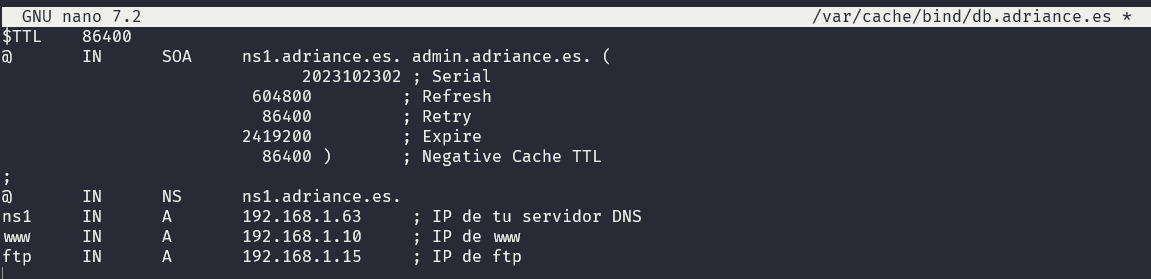 GNU nano 7.2 /var/cache/bind/db.adriance.es *
$TTL 86400
@ IN SOA ns1.adriance.es. admin.adriance.es. (
2023102302 ; Serial
604800 ; Refresh
86400 ; Retry
2419200 ; Expire
86400 ) ; Negative Cache TTL
;
@ IN NS ns1.adriance.es.
ns1 IN A 192.168.1.63 ; IP de tu servidor DNS
www IN A 192.168.1.10 ; IP de www
ftp IN A 192.168.1.15 ; IP de ftp